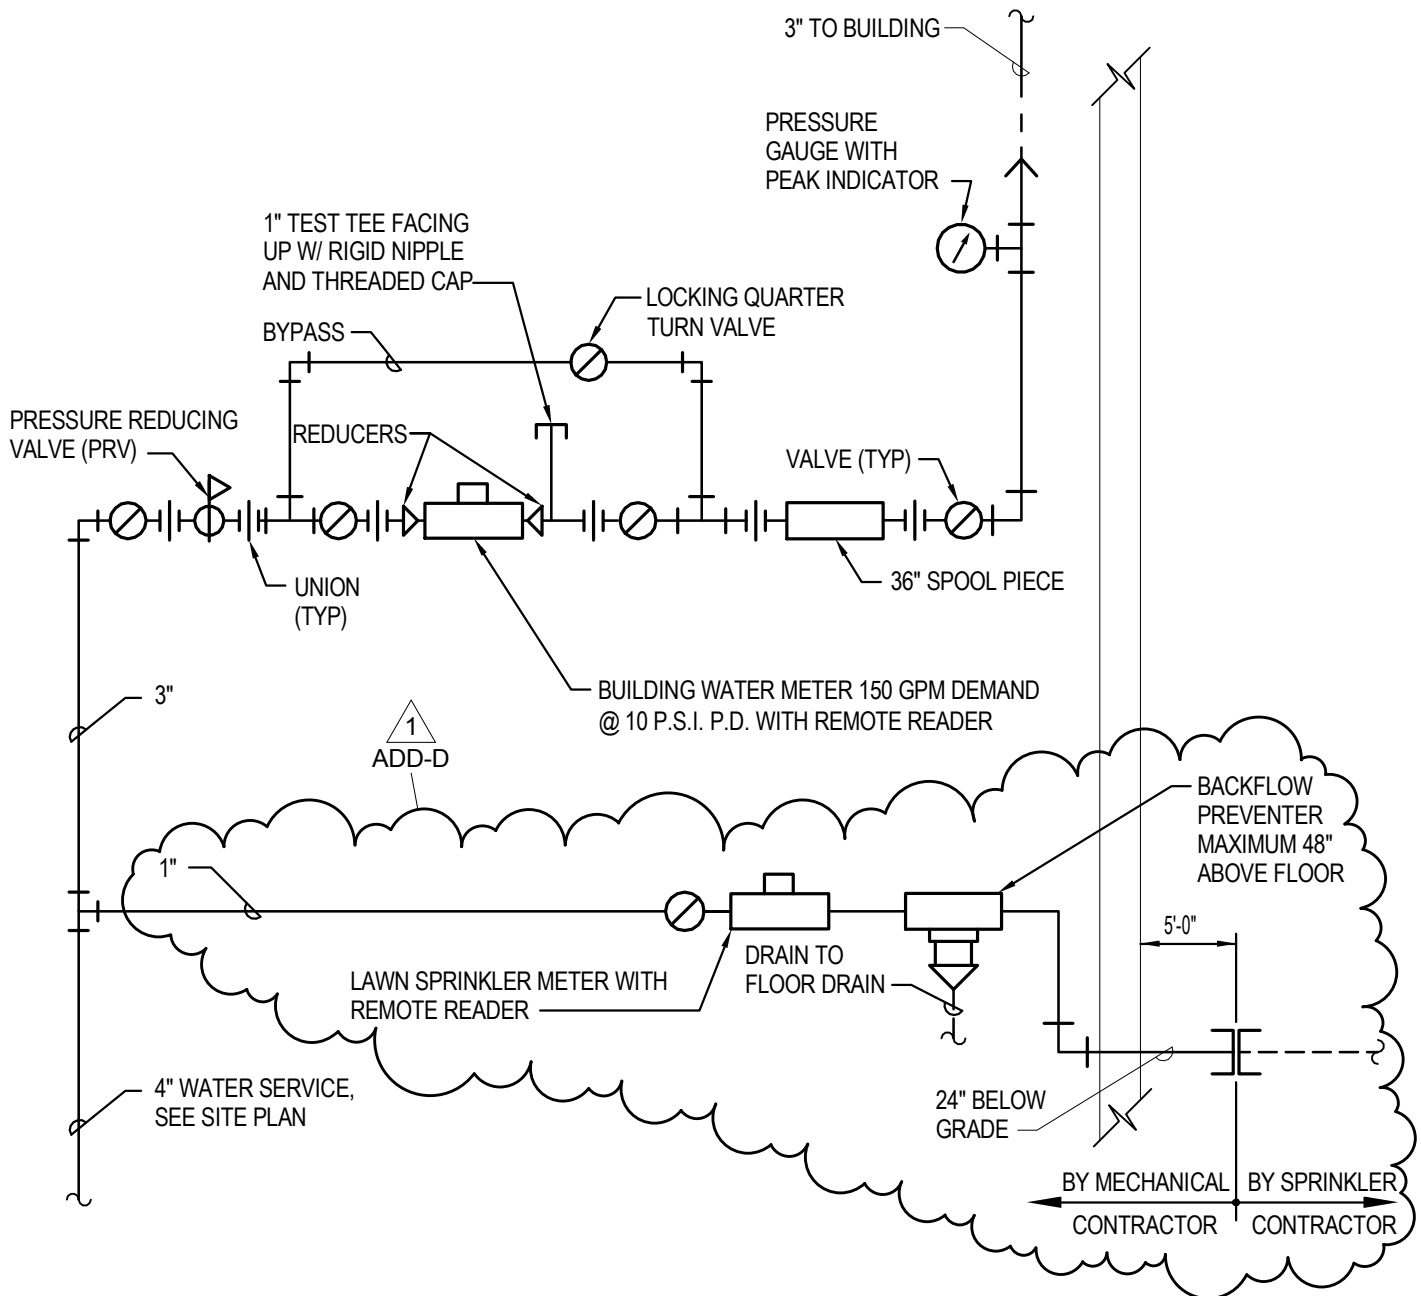 3" TO BUILDING
PRESSURE
GAUGE WITH
PEAK INDICATOR
1" TEST TEE FACING
UP W/ RIGID NIPPLE
AND THREADED CAP
LOCKING QUARTER
TURN VALVE
BYPASS
PRESSURE REDUCING
VALVE (PRV)
REDUCERS
VALVE (TYP)
UNION
(TYP)
36" SPOOL PIECE
3"
BUILDING WATER METER 150 GPM DEMAND
@ 10 P.S.I. P.D. WITH REMOTE READER
1
ADD-D
BACKFLOW
PREVENTER
MAXIMUM 48"
ABOVE FLOOR
1"
5'-0"
LAWN SPRINKLER METER WITH
REMOTE READER
DRAIN TO
FLOOR DRAIN
4" WATER SERVICE,
SEE SITE PLAN
24" BELOW
GRADE
BY MECHANICAL
CONTRACTOR
BY SPRINKLER
CONTRACTOR